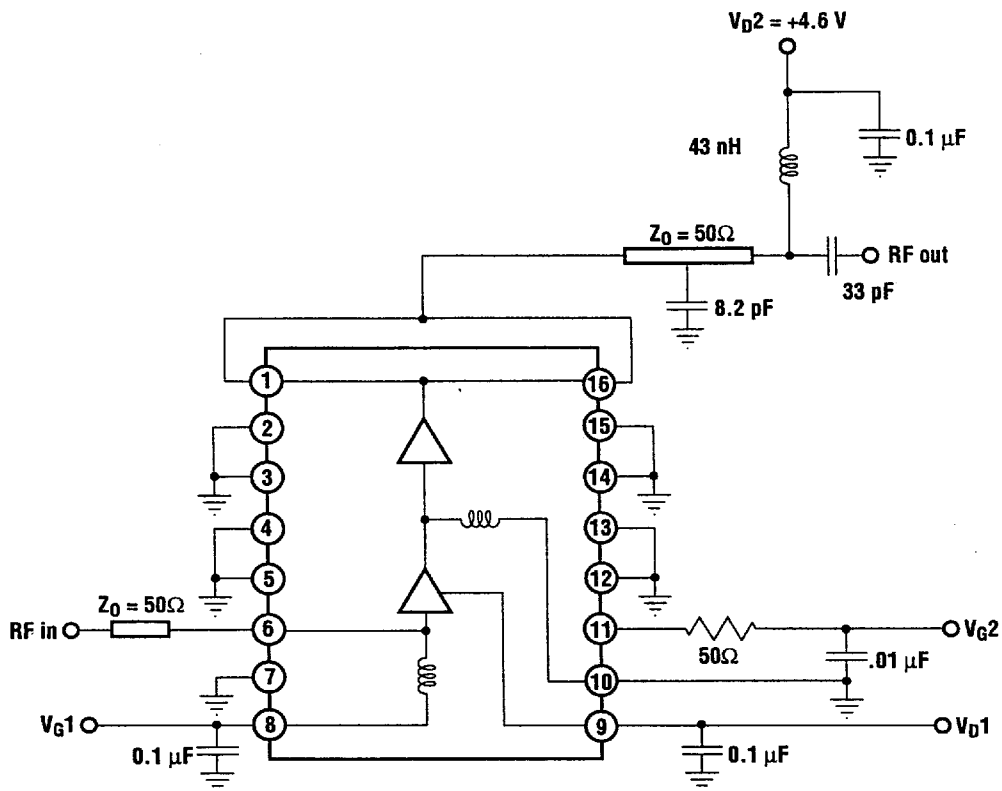 VD2 = +4.6 V
43 nH
0.1 µF
Z0 = 50Ω
RF out
33 pF
8.2 pF
1
16
2
15
3
14
4
13
5
12
Z0 = 50Ω
RF in
6
11
VG2
50Ω
.01 µF
7
10
VG1
8
9
VD1
0.1 µF
0.1 µF